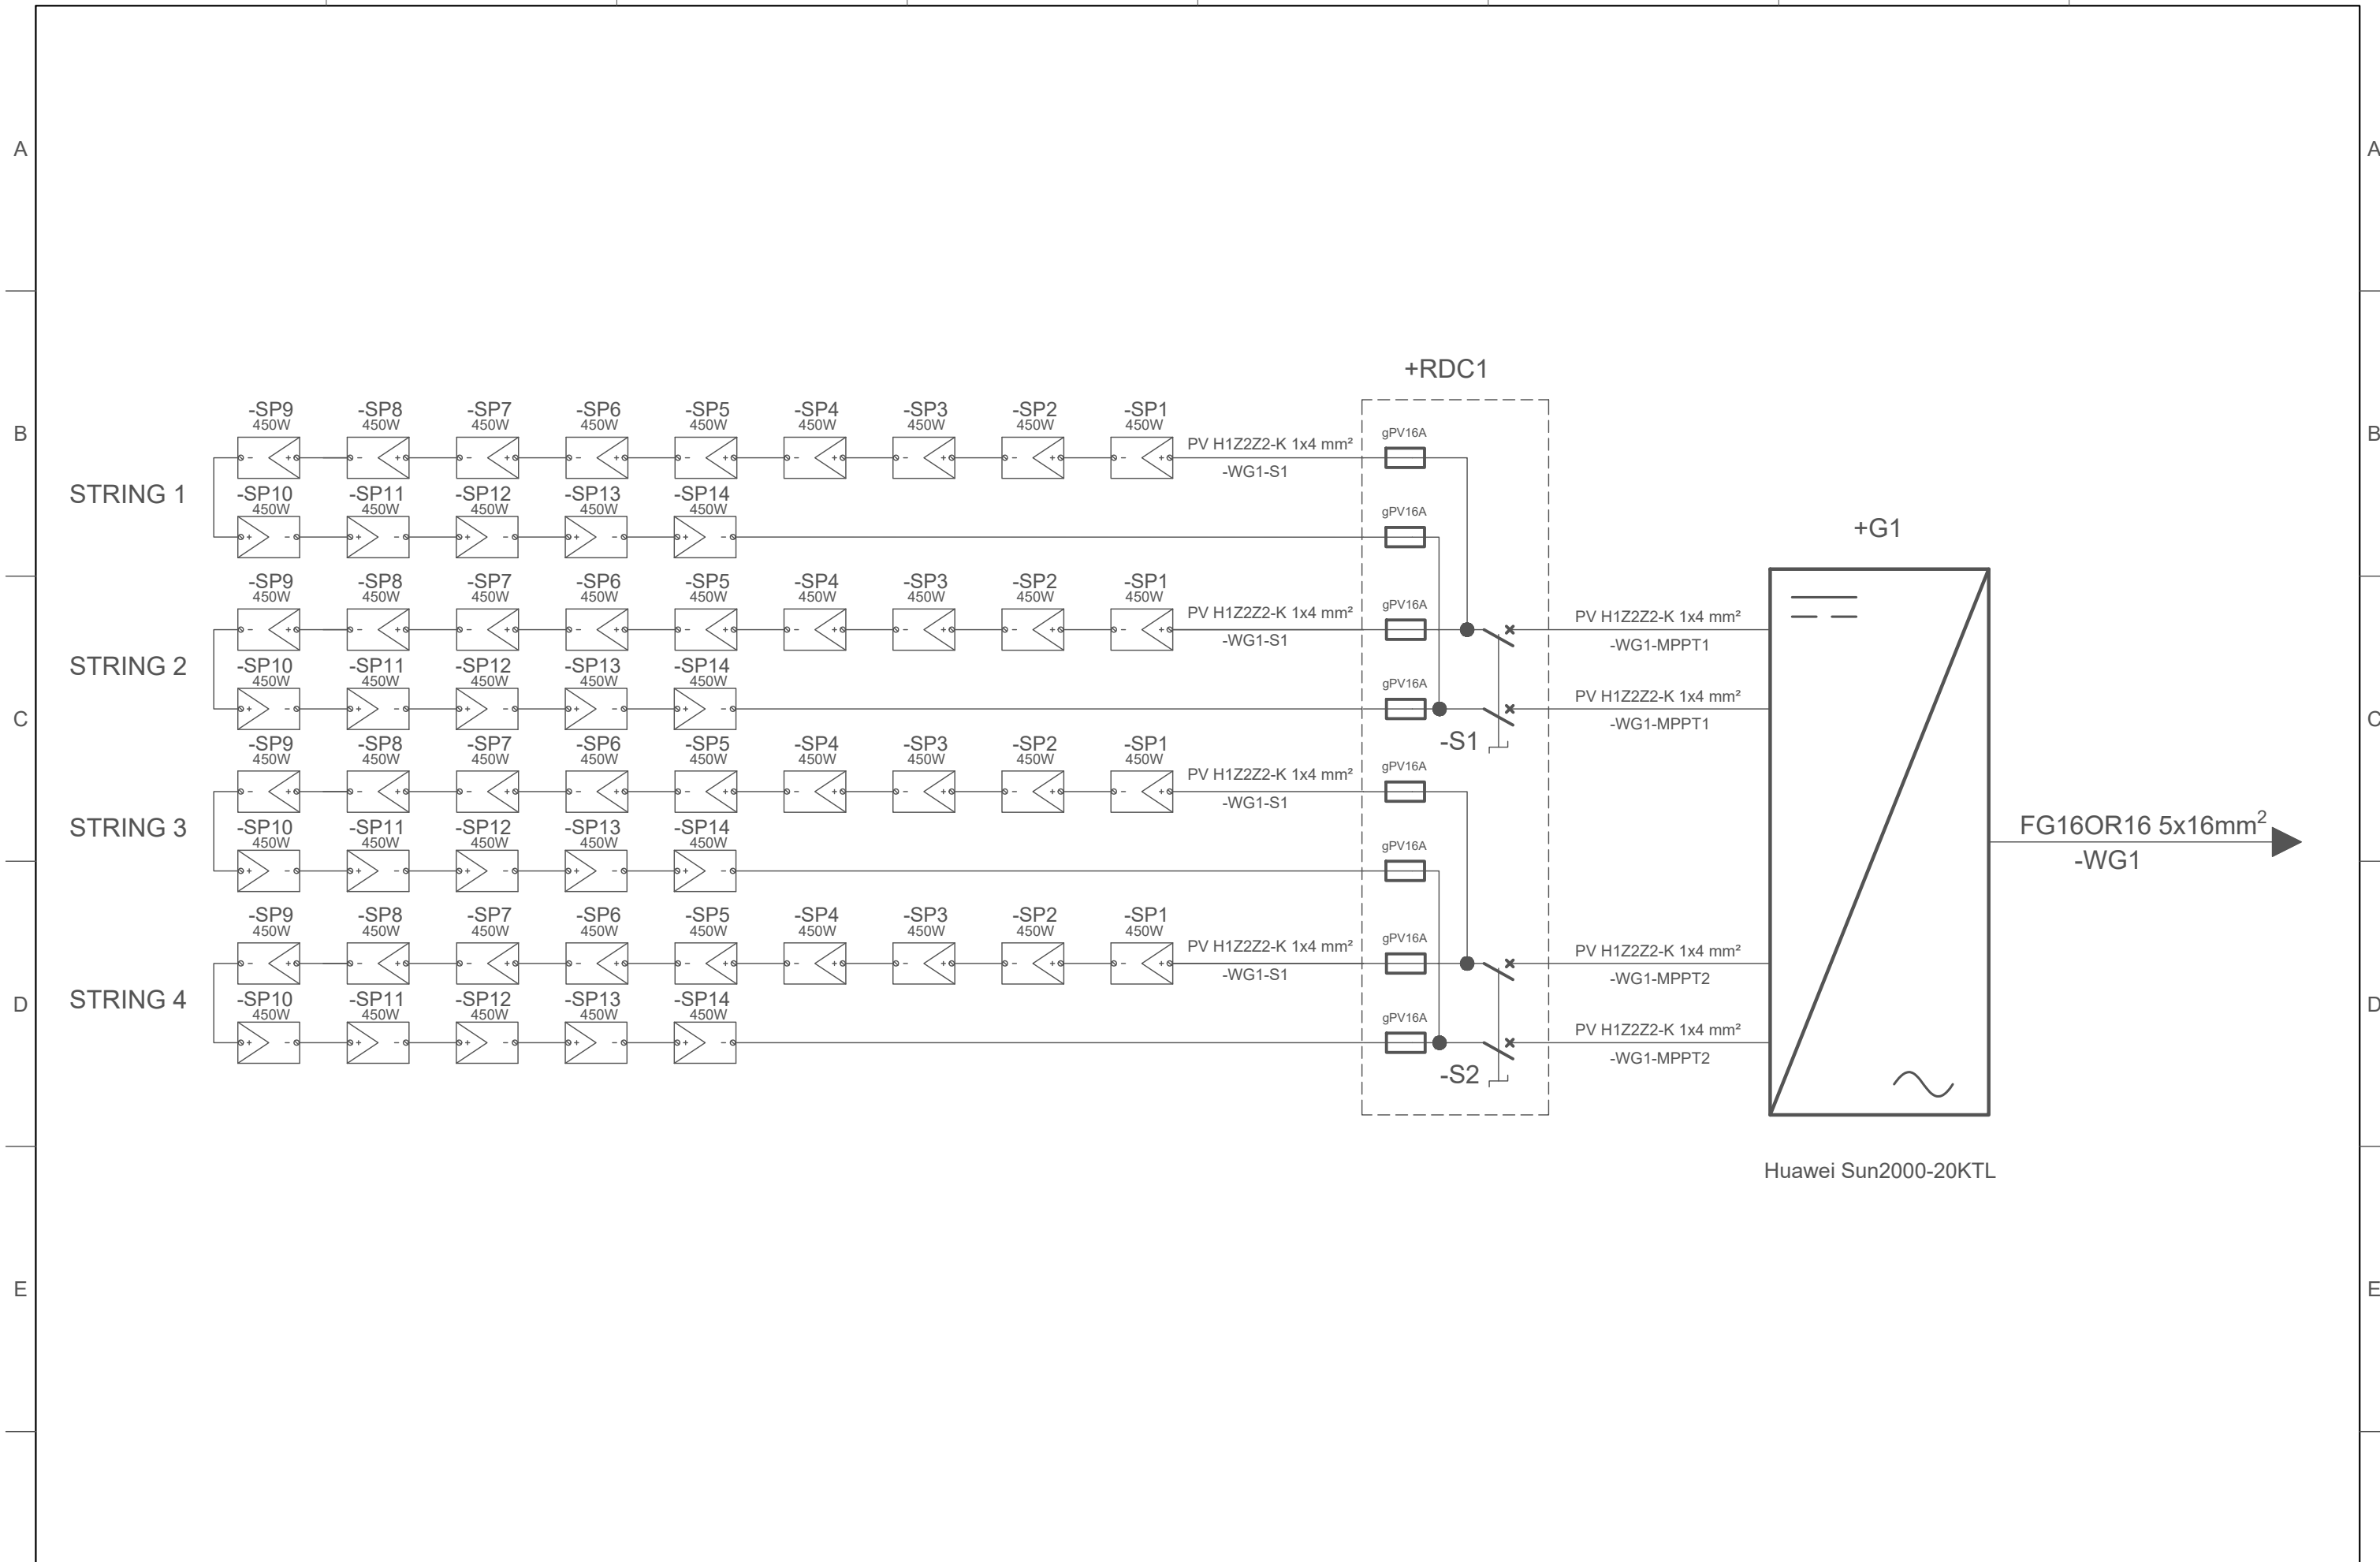 A A
+RDC1
B B
-SP9 -SP8 -SP7 -SP6 -SP5 -SP4 -SP3 -SP2 -SP1
450W 450W 450W 450W 450W 450W 450W 450W 450W
gPV16A
PV H1Z2Z2-K 1x4 mm²
-WG1-S1
STRING 1
-SP10 -SP11 -SP12 -SP13 -SP14
450W 450W 450W 450W 450W
gPV16A
+G1
-SP9 -SP8 -SP7 -SP6 -SP5 -SP4 -SP3 -SP2 -SP1
450W 450W 450W 450W 450W 450W 450W 450W 450W
gPV16A
PV H1Z2Z2-K 1x4 mm² PV H1Z2Z2-K 1x4 mm²
-WG1-S1 -WG1-MPPT1
STRING 2
-SP10 -SP11 -SP12 -SP13 -SP14
450W 450W 450W 450W 450W
gPV16A
PV H1Z2Z2-K 1x4 mm²
-WG1-MPPT1
C C
-S1
-SP9 -SP8 -SP7 -SP6 -SP5 -SP4 -SP3 -SP2 -SP1
450W 450W 450W 450W 450W 450W 450W 450W 450W
gPV16A
PV H1Z2Z2-K 1x4 mm²
-WG1-S1
STRING 3
-SP10 -SP11 -SP12 -SP13 -SP14
450W 450W 450W 450W 450W
gPV16A
FG16OR16 5x16mm²
-WG1
-SP9 -SP8 -SP7 -SP6 -SP5 -SP4 -SP3 -SP2 -SP1
450W 450W 450W 450W 450W 450W 450W 450W 450W
gPV16A
PV H1Z2Z2-K 1x4 mm² PV H1Z2Z2-K 1x4 mm²
-WG1-S1 -WG1-MPPT2
STRING 4
D D
-SP10 -SP11 -SP12 -SP13 -SP14
450W 450W 450W 450W 450W
gPV16A
PV H1Z2Z2-K 1x4 mm²
-WG1-MPPT2
-S2
Huawei Sun2000-20KTL
E E